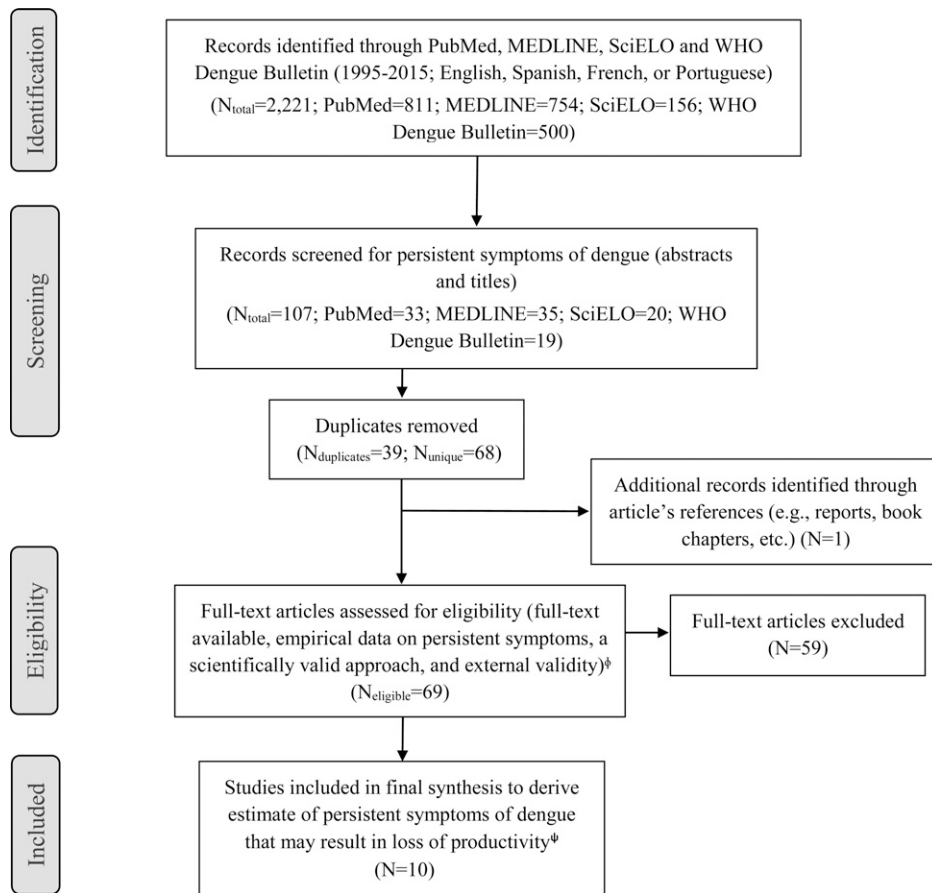 Identification
Records identified through PubMed, MEDLINE, SciELO and WHO
Dengue Bulletin (1995-2015; English, Spanish, French, or Portuguese)
(Ntotal=2,221; PubMed=811; MEDLINE=754; SciELO=156; WHO
Dengue Bulletin=500)
Screening
Records screened for persistent symptoms of dengue (abstracts
and titles)
(Ntotal=107; PubMed=33; MEDLINE=35; SciELO=20; WHO
Dengue Bulletin=19)
Duplicates removed
(Nduplicates=39; Nunique=68)
Additional records identified through
article’s references (e.g., reports, book
chapters, etc.) (N=1)
Eligibility
Full-text articles assessed for eligibility (full-text
available, empirical data on persistent symptoms, a
scientifically valid approach, and external validity)ᶲ
(Neligible=69)
Full-text articles excluded
(N=59)
Included
Studies included in final synthesis to derive
estimate of persistent symptoms of dengue
that may result in loss of productivityᵠ
(N=10)